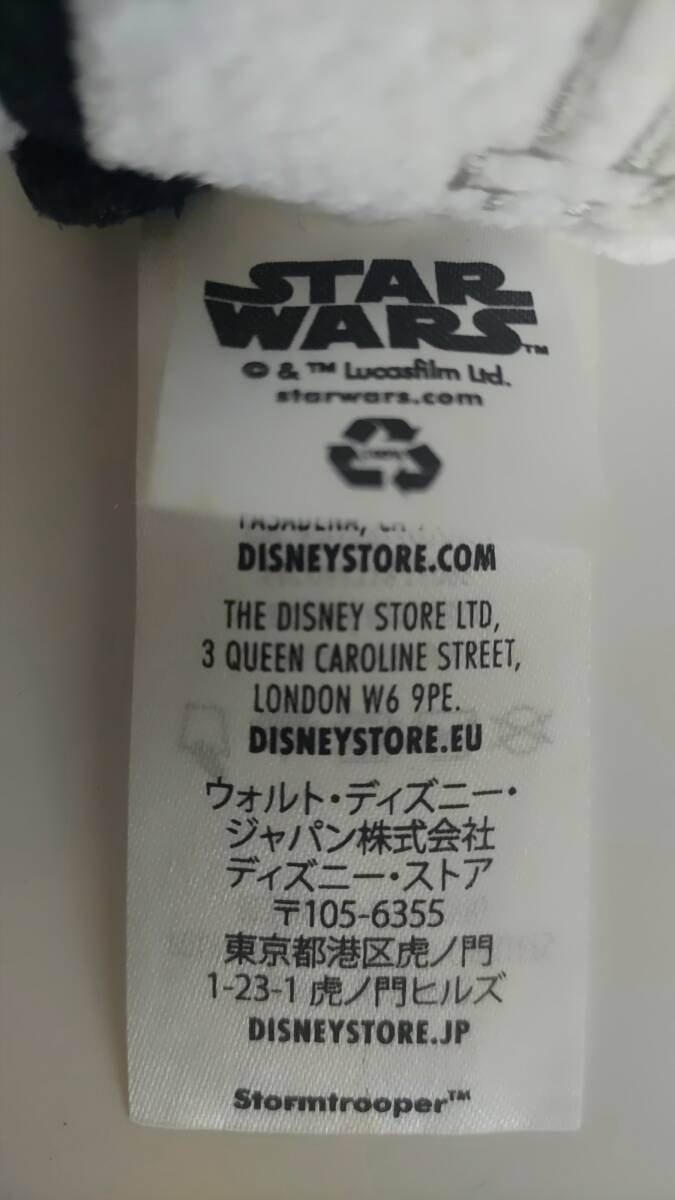 STAR
WARS™
© & ™ Lucasfilm Ltd.
starwars.com
PASADENA, CA
DISNEYSTORE.COM
THE DISNEY STORE LTD,
3 QUEEN CAROLINE STREET,
LONDON W6 9PE.
DISNEYSTORE.EU
ウォルト・ディズニー・
ジャパン株式会社
ディズニー・ストア
〒105-6355
東京都港区虎ノ門
1-23-1 虎ノ門ヒルズ
DISNEYSTORE.JP
Stormtrooper™